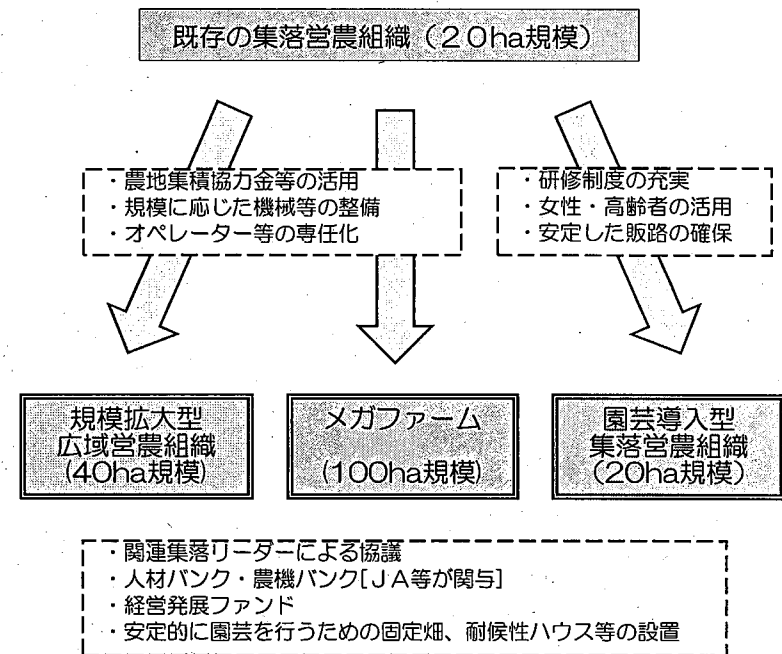 既存の集落営農組織（20ha規模）
・農地集積協力金等の活用
・規模に応じた機械等の整備
・オペレーター等の専任化
・研修制度の充実
・女性・高齢者の活用
・安定した販路の確保
規模拡大型
広域営農組織
(40ha規模)
メガファーム
(100ha規模)
園芸導入型
集落営農組織
（20ha規模）
・関連集落リーダーによる協議
・人材バンク・農機バンク[ＪＡ等が関与]
・経営発展ファンド
・安定的に園芸を行うための固定畑、耐候性ハウス等の設置